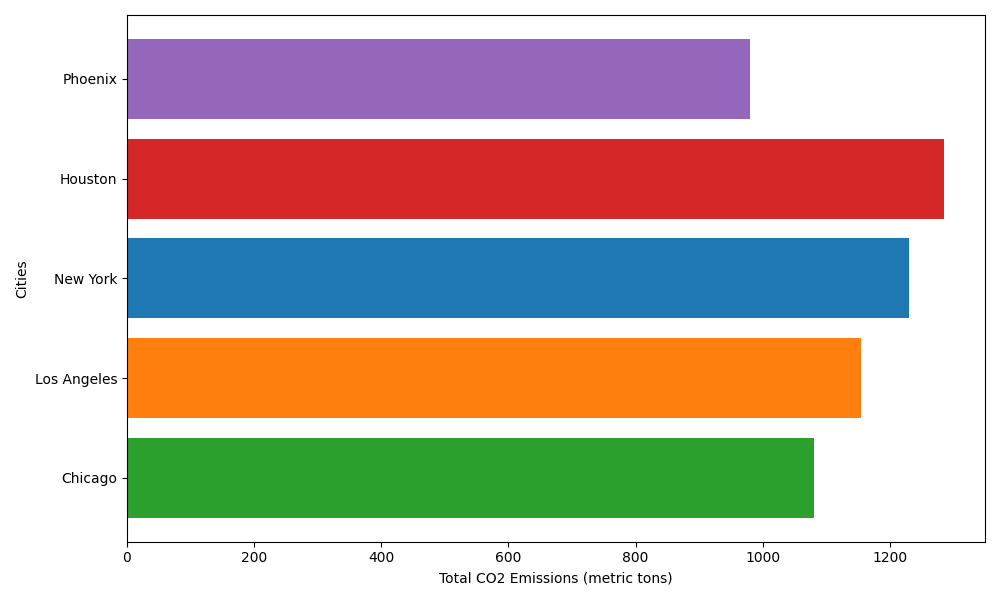 Phoenix
Houston
New York
Los Angeles
Chicago
Cities
0 200 400 600 800 1000 1200
Total CO2 Emissions (metric tons)